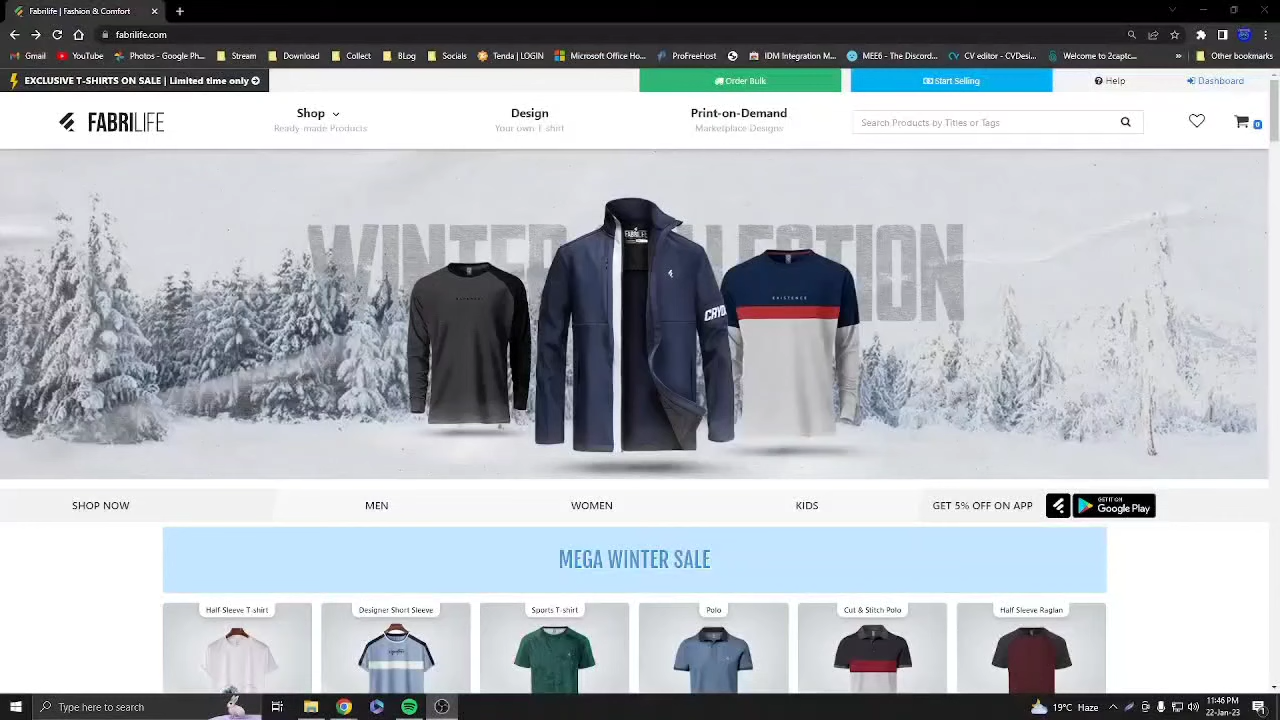 Fabrilife | Fashion & Comfort
fabrilife.com
Gmail YouTube Photos - Google Ph... Stream Download Collect BLog Socials Tenda | LOGIN Microsoft Office Ho... ProFreeHost IDM Integration M... MEE6 - The Discord... CV editor - CVDesi... Welcome to 2captc... » Other bookmarks
EXCLUSIVE T-SHIRTS ON SALE | Limited time only
Order Bulk
Start Selling
Help
Dashboard
FABRILIFE
Shop
Ready-made Products
Design
Your own T-shirt
Print-on-Demand
Marketplace Designs
Search Products by Titles or Tags
0
WINTER COLLECTION
FABRILIFE
EXISTENCE
SHOP NOW
MEN
WOMEN
KIDS
GET 5% OFF ON APP
GET IT ON
Google Play
MEGA WINTER SALE
Half Sleeve T-shirt
Designer Short Sleeve
Sports T-shirt
Polo
Cut & Stitch Polo
Half Sleeve Raglan
Type here to search
19°C Haze
11:46 PM
22-Jan-23